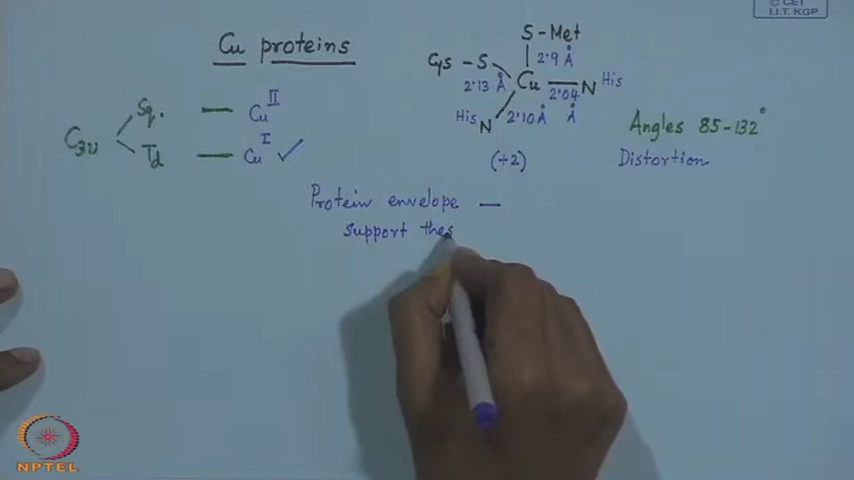 © CET
I.I.T. KGP
Cu proteins
S-Met
Cys-S
2.9 Å
2.13 Å
Cu
N His
2.04 Å
His N
2.10 Å
(+2)
Angles 85-132°
Distortion
C3v
Sq. — Cu II
Td — Cu I ✓
Protein envelope —
support thes
NPTEL